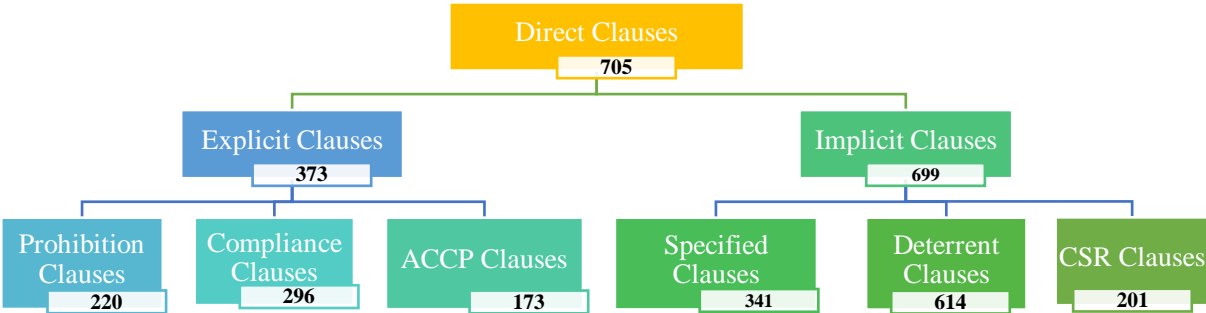 Direct Clauses
705
Explicit Clauses
373
Implicit Clauses
699
Prohibition
Clauses
220
Compliance
Clauses
296
ACCP Clauses
173
Specified
Clauses
341
Deterrent
Clauses
614
CSR Clauses
201